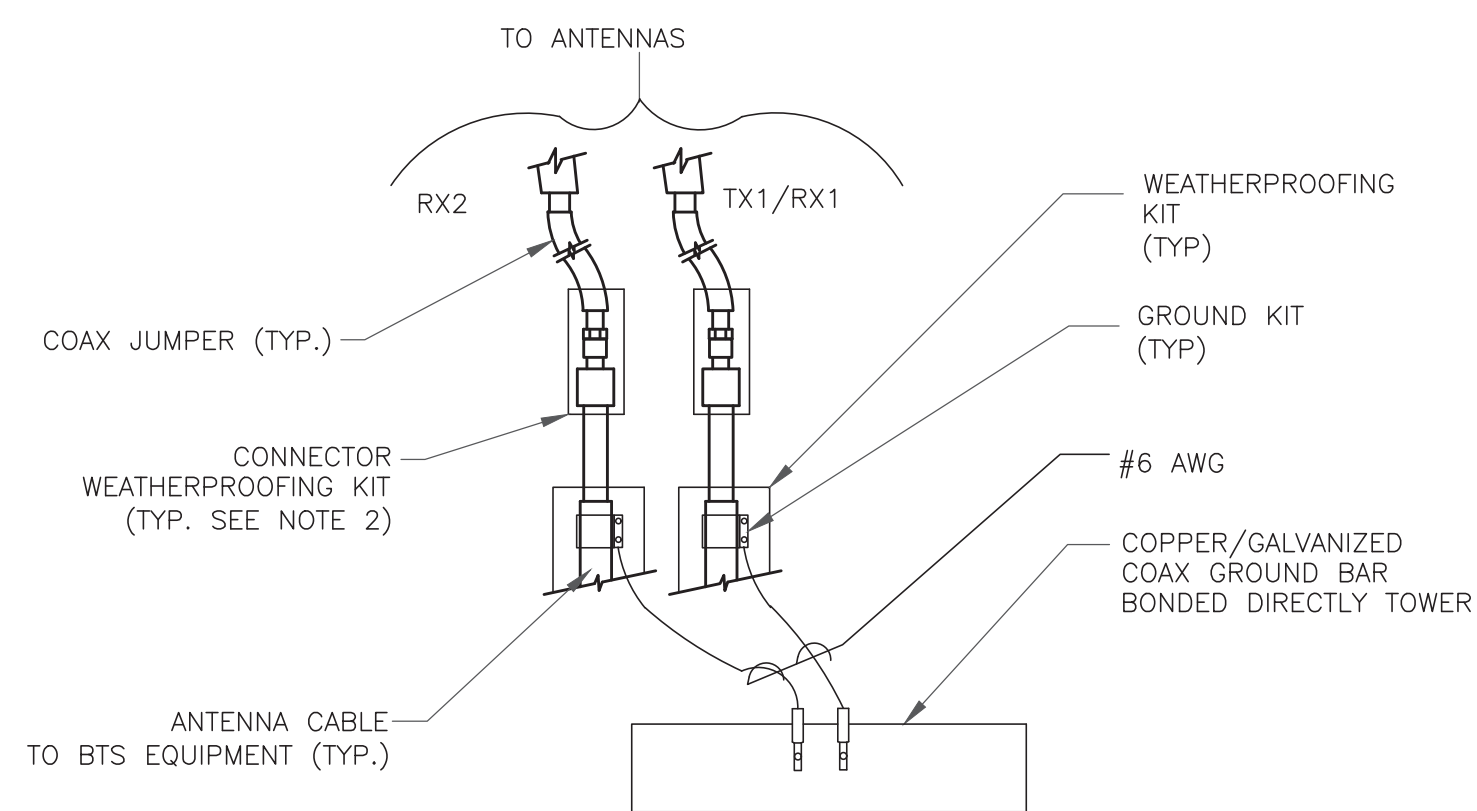 TO ANTENNAS
RX2
TX1/RX1
WEATHERPROOFING
KIT
(TYP)
COAX JUMPER (TYP.)
GROUND KIT
(TYP)
CONNECTOR
WEATHERPROOFING KIT
(TYP. SEE NOTE 2)
#6 AWG
COPPER/GALVANIZED
COAX GROUND BAR
BONDED DIRECTLY TOWER
ANTENNA CABLE
TO BTS EQUIPMENT (TYP.)